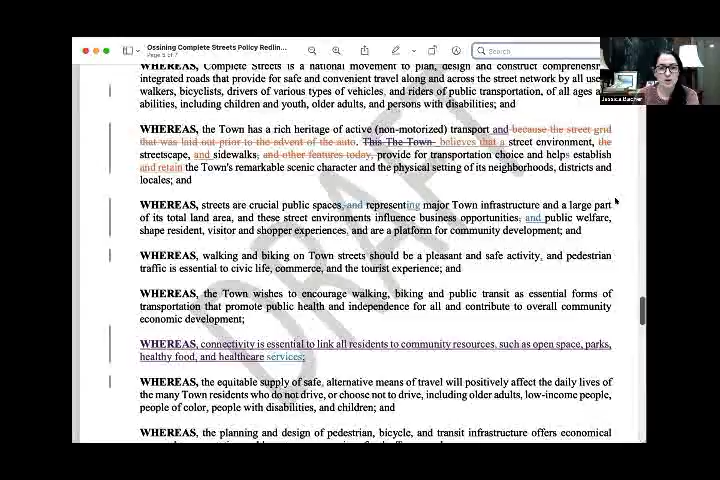 Ossining Complete Streets Policy Redlin...
Page 5 of 7
Search
WHEREAS, Complete Streets is a national movement to plan, design and construct comprehensiv
integrated roads that provide for safe and convenient travel along and across the street network by all use
walkers, bicyclists, drivers of various types of vehicles, and riders of public transportation, of all ages a
abilities, including children and youth, older adults, and persons with disabilities; and
WHEREAS, the Town has a rich heritage of active (non-motorized) transport and because the street grid
that was laid out prior to the advent of the auto. This The Town believes that a street environment, the
streetscape, and sidewalks, and other features today, provide for transportation choice and helps establish
and retain the Town's remarkable scenic character and the physical setting of its neighborhoods, districts and
locales; and
WHEREAS, streets are crucial public spaces, and representing major Town infrastructure and a large part
of its total land area, and these street environments influence business opportunities, and public welfare,
shape resident, visitor and shopper experiences, and are a platform for community development; and
WHEREAS, walking and biking on Town streets should be a pleasant and safe activity, and pedestrian
traffic is essential to civic life, commerce, and the tourist experience; and
WHEREAS, the Town wishes to encourage walking, biking and public transit as essential forms of
transportation that promote public health and independence for all and contribute to overall community
economic development;
WHEREAS, connectivity is essential to link all residents to community resources, such as open space, parks,
healthy food, and healthcare services;
WHEREAS, the equitable supply of safe, alternative means of travel will positively affect the daily lives of
the many Town residents who do not drive, or choose not to drive, including older adults, low-income people,
people of color, people with disabilities, and children; and
WHEREAS, the planning and design of pedestrian, bicycle, and transit infrastructure offers economical
DRAFT
Jessica Bacher